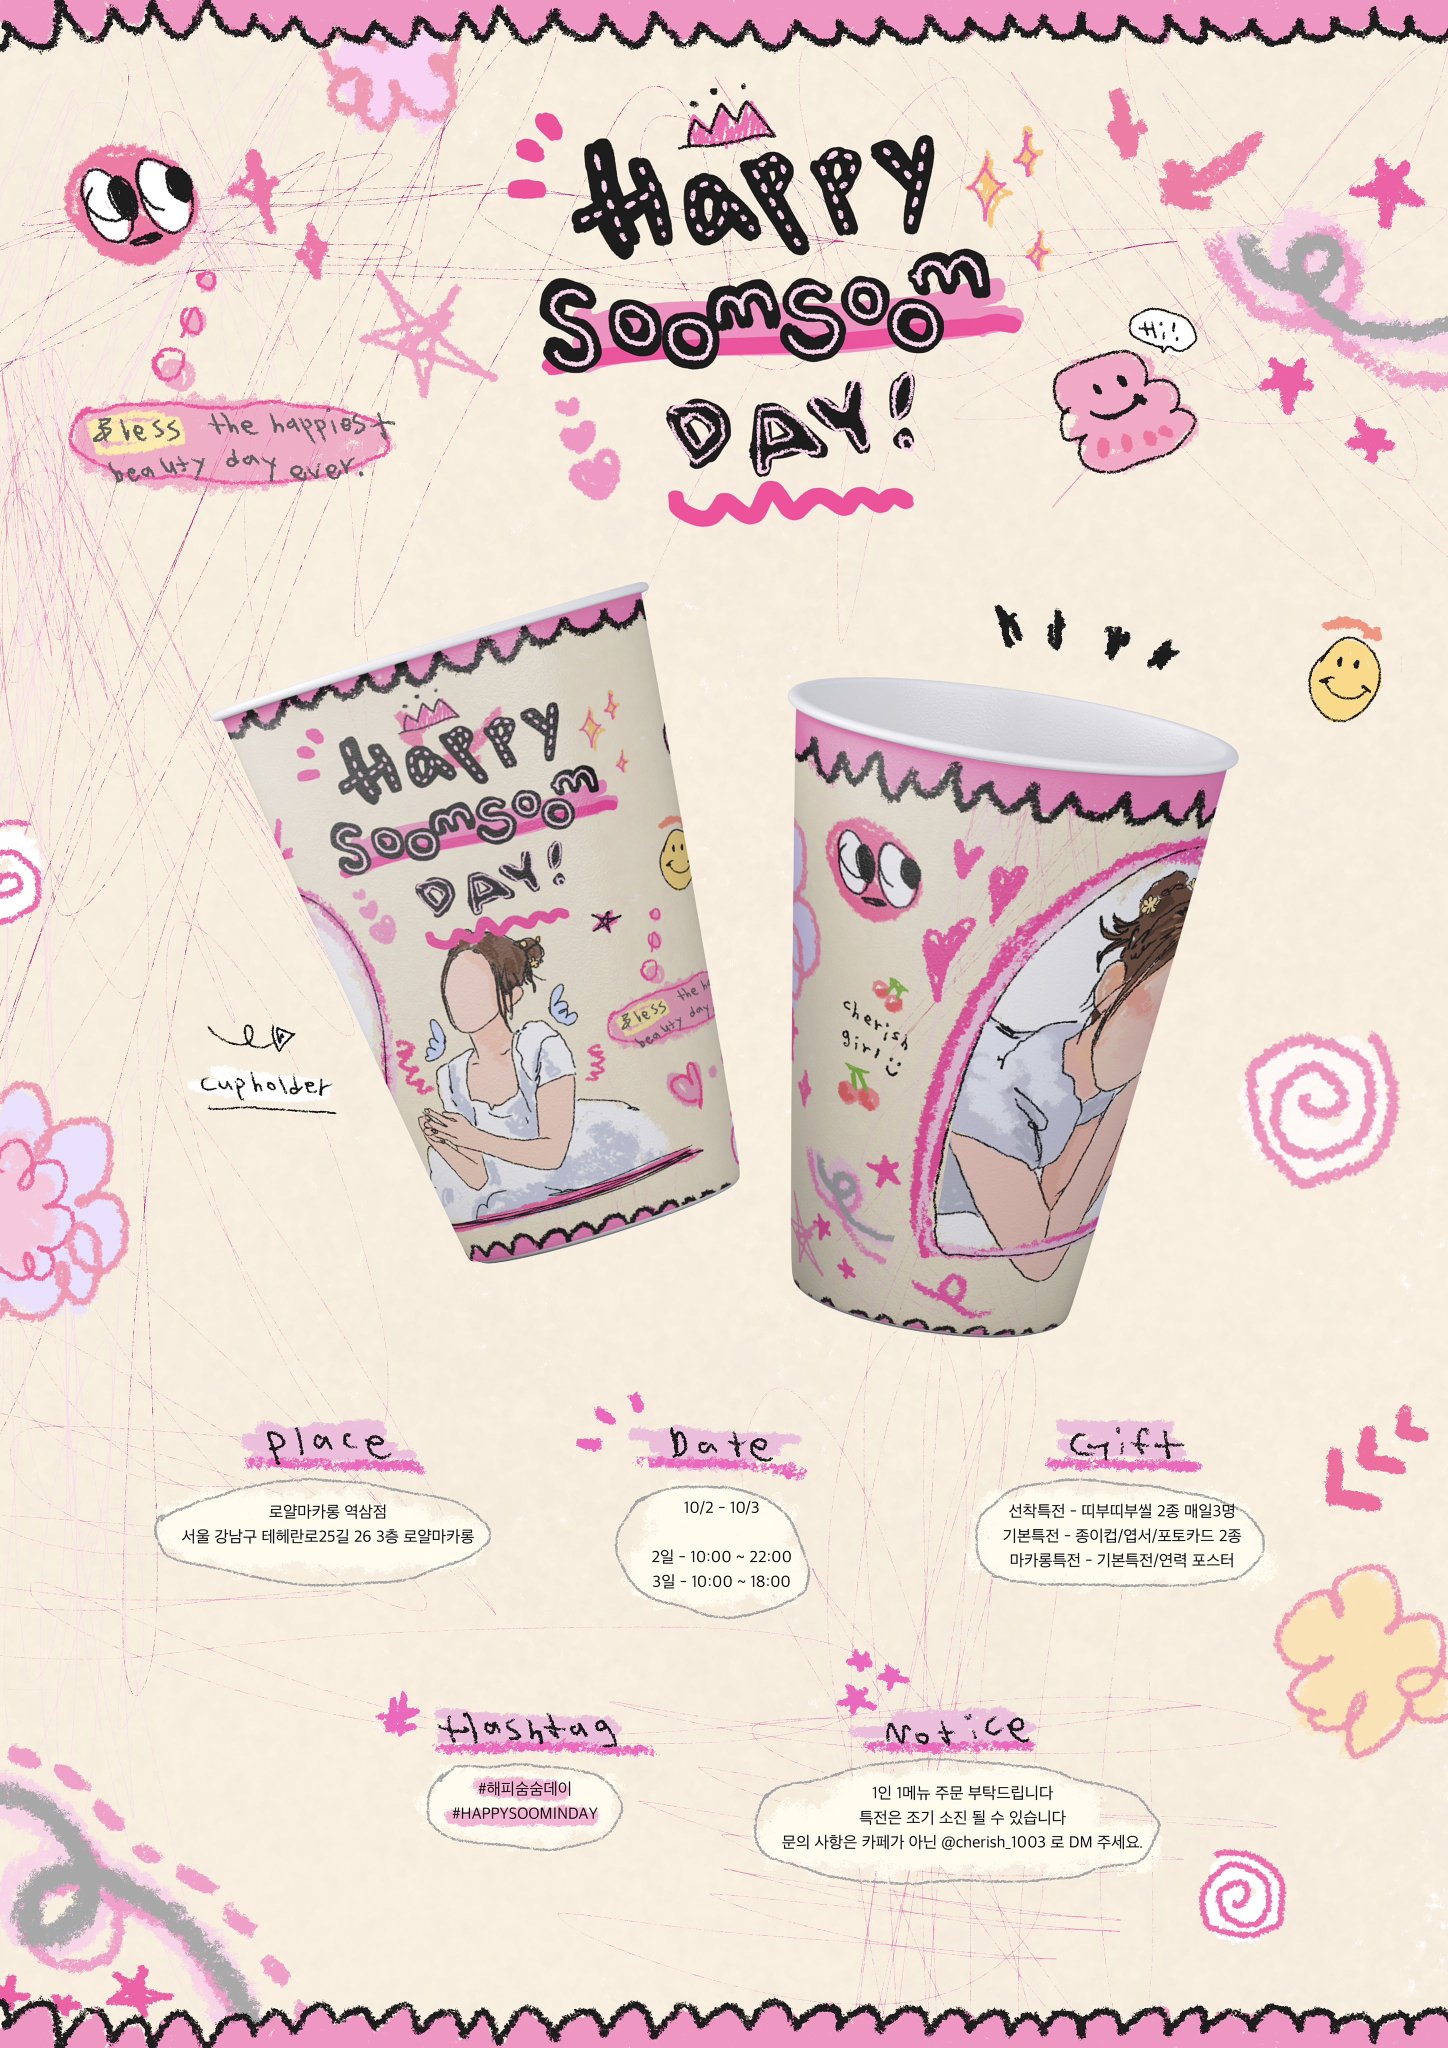 HAPPY
SOOMSOOM
DAY!
Hi!
Bless the happiest
beauty day ever.
HAPPY
SOOMSOOM
DAY!
Bless the ha
beauty day
cherish
girl
cupholder
Place
로얄마카롱 역삼점
서울 강남구 테헤란로25길 26 3층 로얄마카롱
Date
10/2 - 10/3
2일 - 10:00 ~ 22:00
3일 - 10:00 ~ 18:00
Gift
선착특전 - 띠부띠부씰 2종 매일3명
기본특전 - 종이컵/엽서/포토카드 2종
마카롱특전 - 기본특전/연력 포스터
Hashtag
#해피숨숨데이
#HAPPYSOOMINDAY
Notice
1인 1메뉴 주문 부탁드립니다
특전은 조기 소진 될 수 있습니다
문의 사항은 카페가 아닌 @cherish_1003 로 DM 주세요.